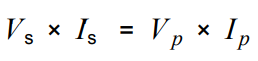 Vₛ × Iₛ = Vₚ × Iₚ